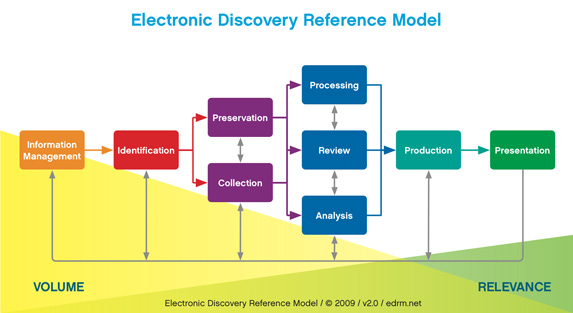 Electronic Discovery Reference Model
Processing
Preservation
Information
Management
Identification
Review
Production
Presentation
Collection
Analysis
VOLUME
RELEVANCE
Electronic Discovery Reference Model / © 2009 / v2.0 / edrm.net